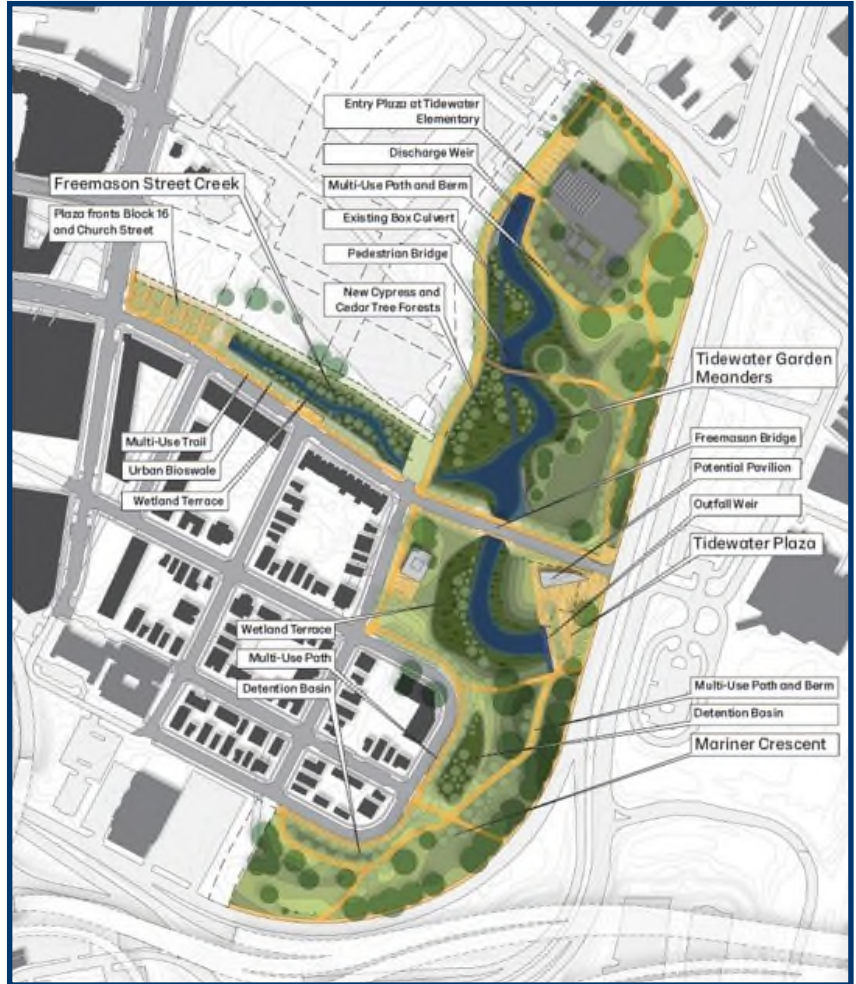 Entry Plaza at Tidewater
Elementary
Discharge Weir
Multi-Use Path and Berm
Existing Box Culvert
Pedestrian Bridge
New Cypress and
Cedar Tree Forests
Freemason Street Creek
Plaza fronts Block 16
and Church Street
Multi-Use Trail
Urban Bioswale
Wetland Terrace
Tidewater Garden
Meanders
Freemason Bridge
Potential Pavilion
Outfall Weir
Tidewater Plaza
Wetland Terrace
Multi-Use Path
Detention Basin
Multi-Use Path and Berm
Detention Basin
Mariner Crescent